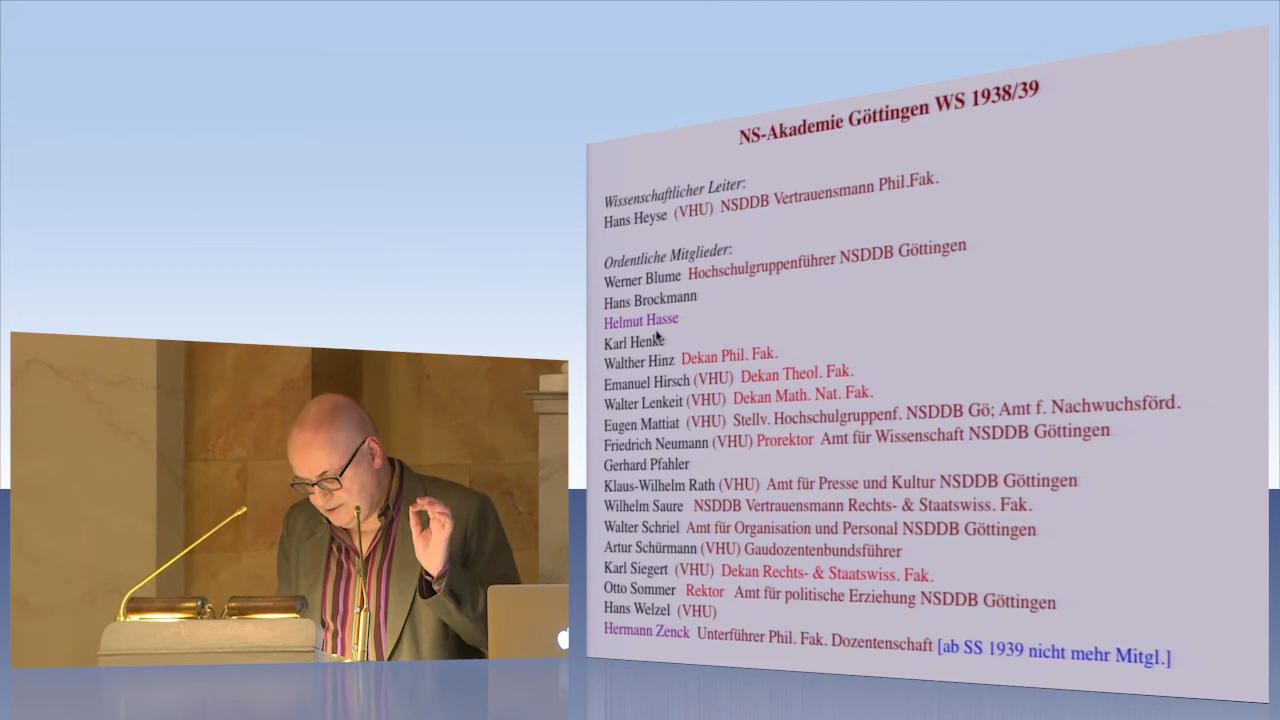 NS-Akademie Göttingen WS 1938/39
Wissenschaftlicher Leiter:
Hans Heyse (VHU) NSDDB Vertrauensmann Phil.Fak.
Ordentliche Mitglieder:
Werner Blume Hochschulgruppenführer NSDDB Göttingen
Hans Brockmann
Helmut Hasse
Karl Henke
Walther Hinz Dekan Phil. Fak.
Emanuel Hirsch (VHU) Dekan Theol. Fak.
Walter Lenkeit (VHU) Dekan Math. Nat. Fak.
Eugen Mattiat (VHU) Stellv. Hochschulgruppenf. NSDDB Gö; Amt f. Nachwuchsförd.
Friedrich Neumann (VHU) Prorektor Amt für Wissenschaft NSDDB Göttingen
Gerhard Pfahler
Klaus-Wilhelm Rath (VHU) Amt für Presse und Kultur NSDDB Göttingen
Wilhelm Saure NSDDB Vertrauensmann Rechts- & Staatswiss. Fak.
Walter Schriel Amt für Organisation und Personal NSDDB Göttingen
Artur Schürmann (VHU) Gaudozentenbundsführer
Karl Siegert (VHU) Dekan Rechts- & Staatswiss. Fak.
Otto Sommer Rektor Amt für politische Erziehung NSDDB Göttingen
Hans Welzel (VHU)
Hermann Zenck Unterführer Phil. Fak. Dozentenschaft [ab SS 1939 nicht mehr Mitgl.]